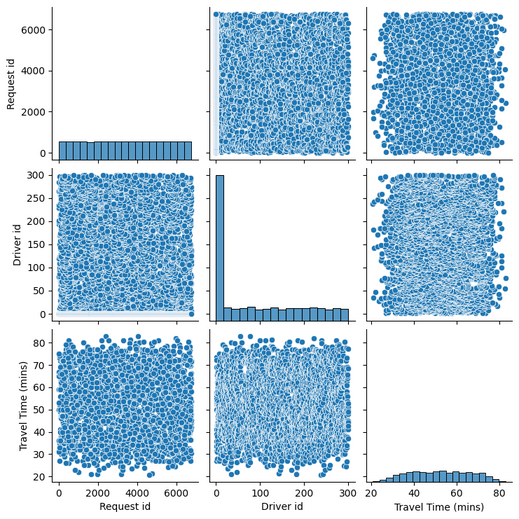 Request id
6000
4000
2000
0
Driver id
300
250
200
150
100
50
0
Travel Time (mins)
80
70
60
50
40
30
20
0 2000 4000 6000
Request id
0 100 200 300
Driver id
20 40 60 80
Travel Time (mins)